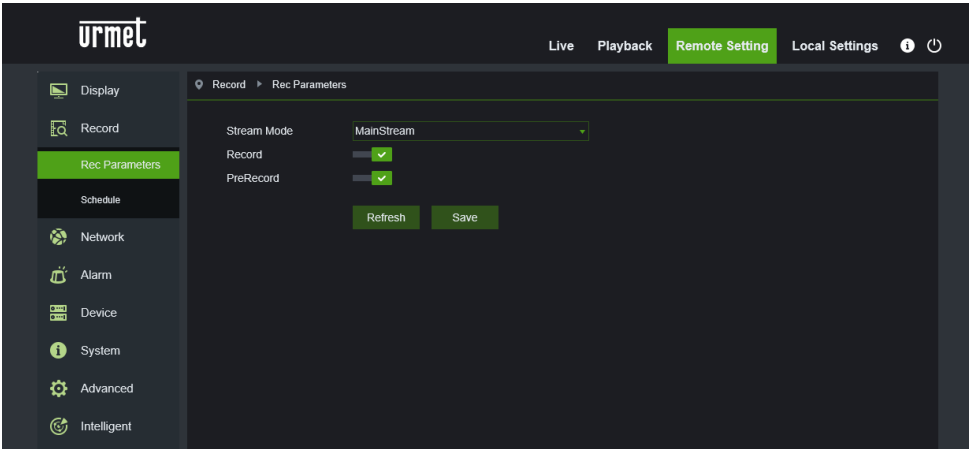 urmet
Live Playback Remote Setting Local Settings
Display
Record ▶ Rec Parameters
Record
Stream Mode MainStream
Record
Rec Parameters
PreRecord
Schedule
Refresh Save
Network
Alarm
Device
System
Advanced
Intelligent